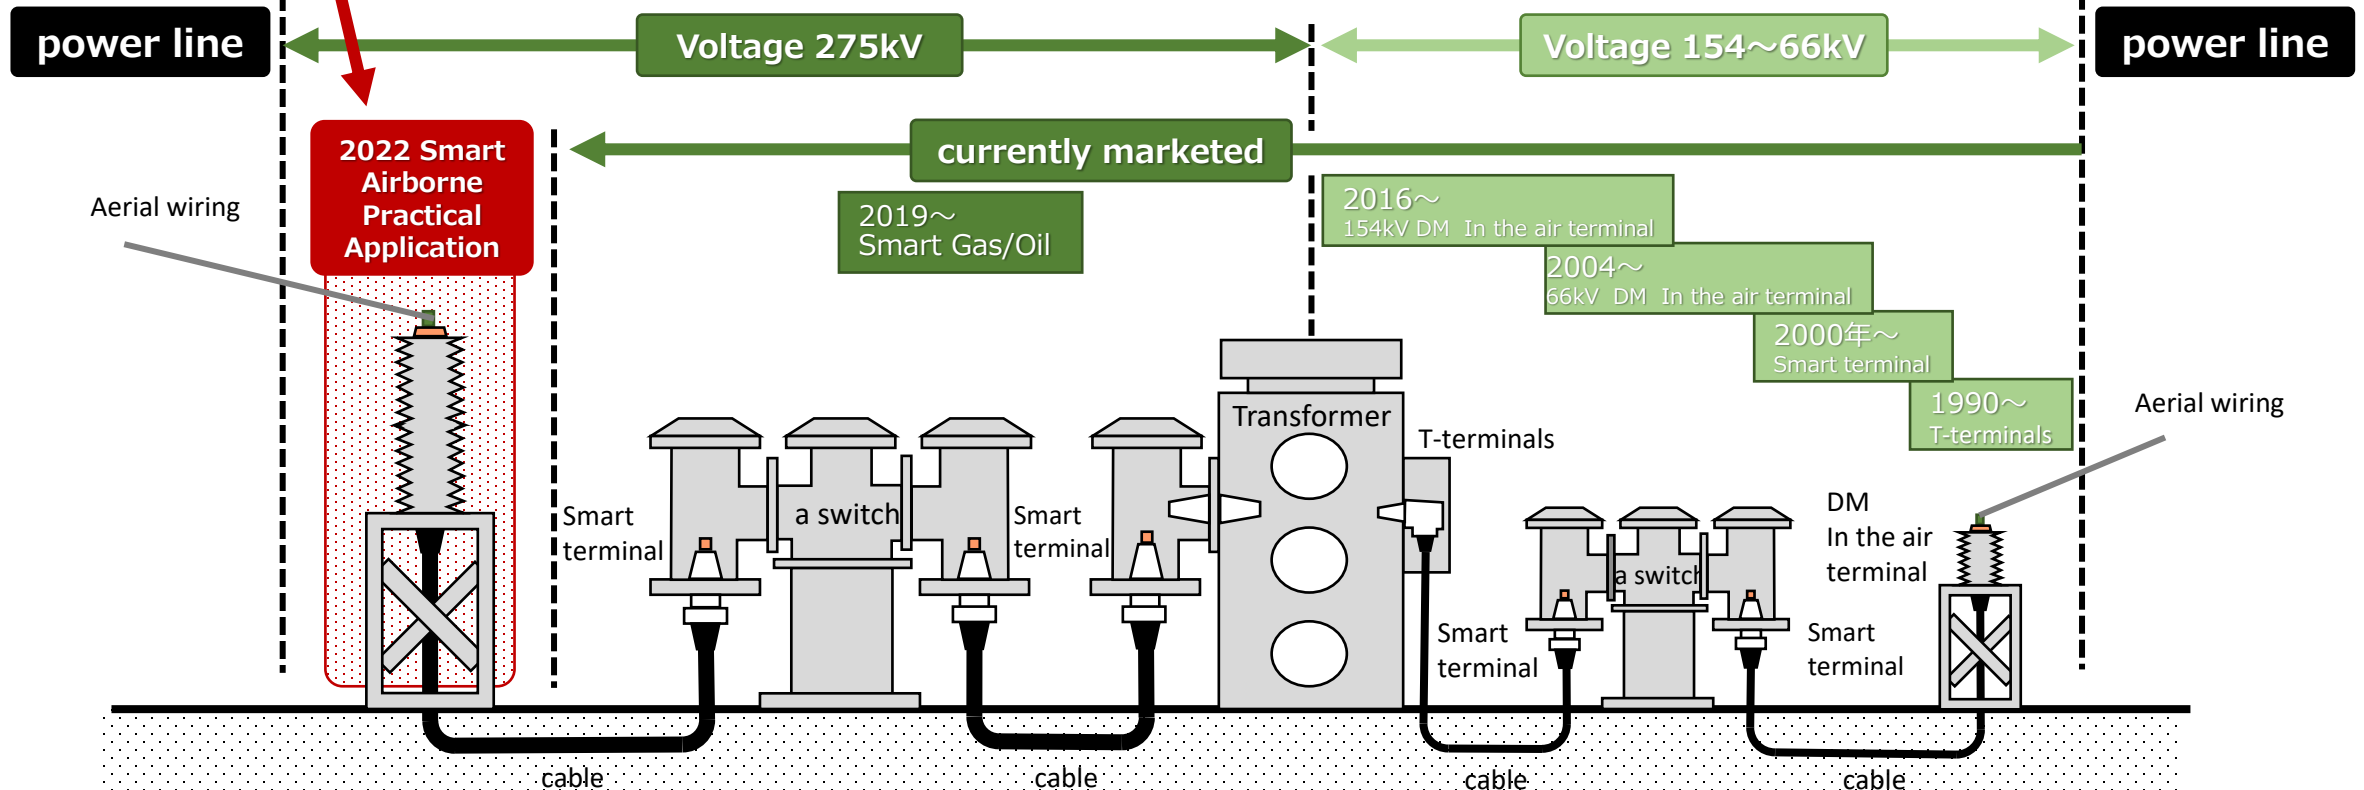 power line
Voltage 275kV
Voltage 154～66kV
power line
2022 Smart
Airborne
Practical
Application
currently marketed
Aerial wiring
2019～
Smart Gas/Oil
2016～
154kV DM In the air terminal
2004～
66kV DM In the air terminal
2000年～
Smart terminal
1990～
T-terminals
Aerial wiring
Transformer
T-terminals
Smart
terminal
a switch
Smart
terminal
DM
In the air
terminal
a switch
Smart
terminal
Smart
terminal
cable
cable
cable
cable